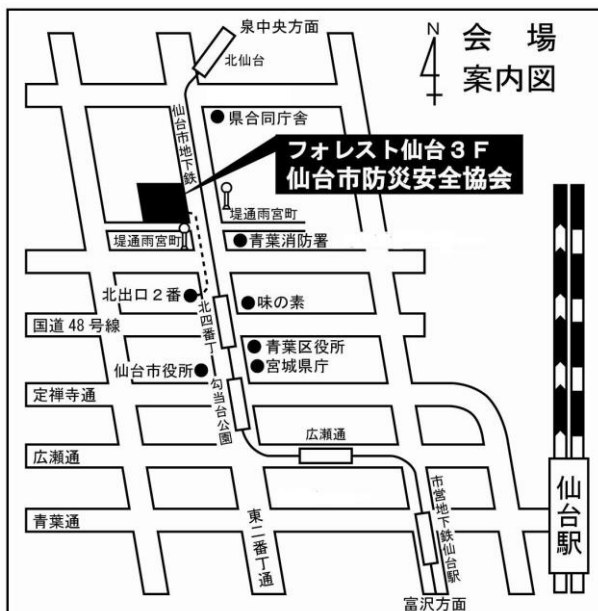 泉中央方面
N
会場
案内図
北仙台
仙台市地下鉄
県合同庁舎
フォレスト仙台3F
仙台市防災安全協会
堤通雨宮町
堤通雨宮町
青葉消防署
北出口2番
味の素
国道48号線
北四番丁
青葉区役所
仙台市役所
宮城県庁
定禅寺通
勾当台公園
広瀬通
広瀬通
青葉通
東二番丁通
市営地下鉄仙台駅
仙台駅
富沢方面